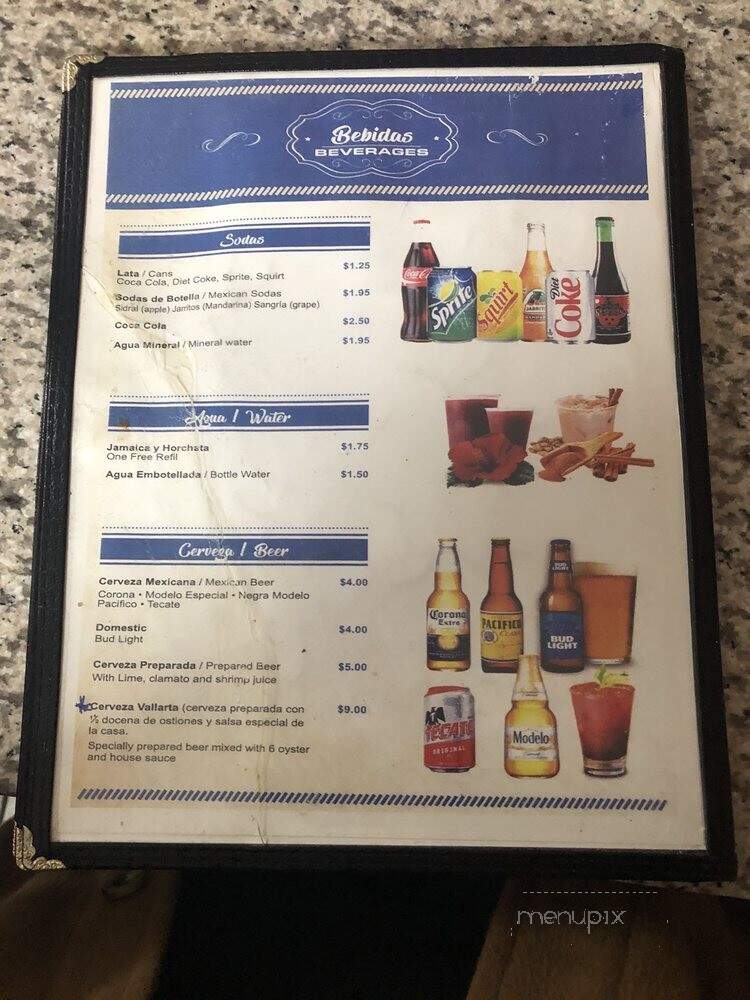 Bebidas
BEVERAGES
Sodas
Lata / Cans $1.25
Coca Cola, Diet Coke, Sprite, Squirt
Sodas de Botella / Mexican Sodas $1.95
Sidral (apple) Jarritos (Mandarina) Sangría (grape)
Coca Cola $2.50
Agua Mineral / Mineral water $1.95
Agua / Water
Jamaica y Horchata $1.75
One Free Refil
Agua Embotellada / Bottle Water $1.50
Cerveza / Beer
Cerveza Mexicana / Mexican Beer $4.00
Corona • Modelo Especial • Negra Modelo
Pacifico • Tecate
Domestic $4.00
Bud Light
Cerveza Preparada / Prepared Beer $5.00
With Lime, clamato and shrimp juice
Cerveza Vallarta (cerveza preparada con $9.00
½ docena de ostiones y salsa especial de
la casa.
Specially prepared beer mixed with 6 oyster
and house sauce
Coca-Cola
Sprite
Squirt
JARRITOS
Diet Coke
Corona
Extra
PACIFICO
CLARA
BUD
LIGHT
BUD
LIGHT
TECATE
ORIGINAL
Modelo
menupix